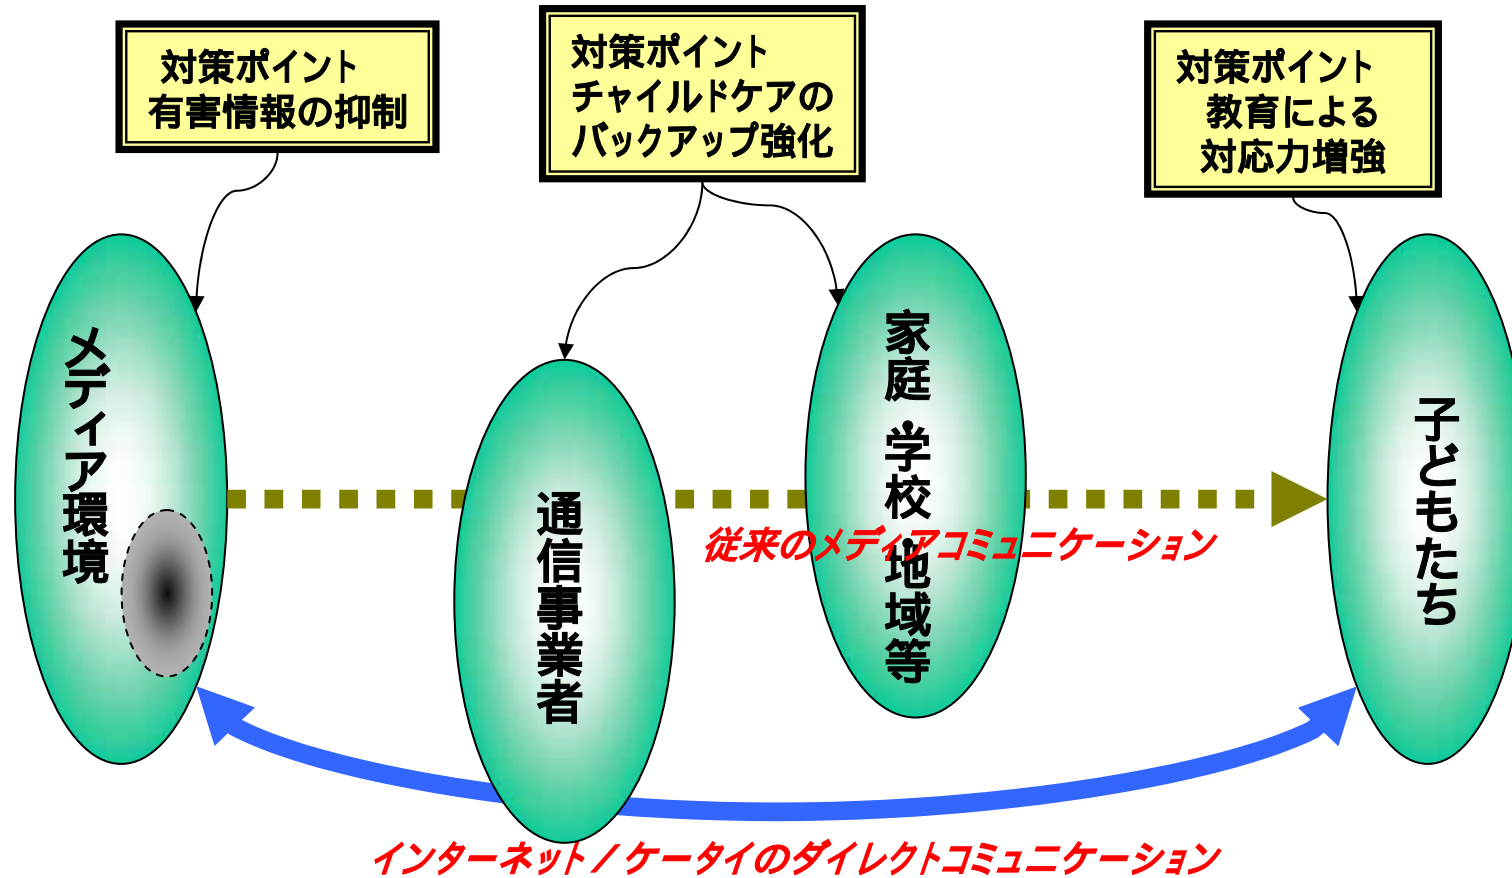 対策ポイント
有害情報の抑制
対策ポイント
チャイルドケアの
バックアップ強化
対策ポイント
教育による
対応力増強
メディア環境
通信事業者
家庭・学校・地域等
子どもたち
従来のメディアコミュニケーション
インターネット/ケータイのダイレクトコミュニケーション